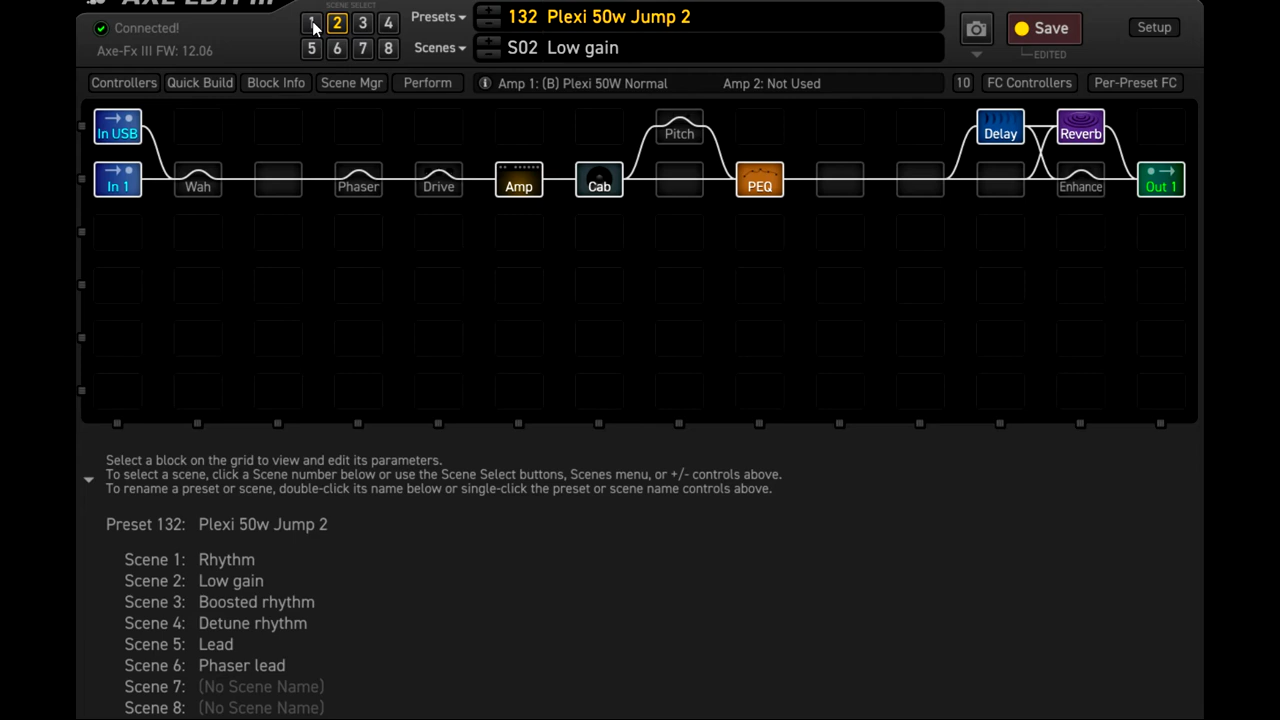 AXE EDIT III
Connected!
Axe-Fx III FW: 12.06
SCENE SELECT
1 2 3 4
5 6 7 8
Presets
132 Plexi 50w Jump 2
Scenes
S02 Low gain
Save
EDITED
Setup
Controllers
Quick Build
Block Info
Scene Mgr
Perform
Amp 1: (B) Plexi 50W Normal
Amp 2: Not Used
10
FC Controllers
Per-Preset FC
In USB
Pitch
Delay
Reverb
In 1
Wah
Phaser
Drive
Amp
Cab
PEQ
Enhance
Out 1
Select a block on the grid to view and edit its parameters.
To select a scene, click a Scene number below or use the Scene Select buttons, Scenes menu, or +/- controls above.
To rename a preset or scene, double-click its name below or single-click the preset or scene name controls above.
Preset 132: Plexi 50w Jump 2
Scene 1: Rhythm
Scene 2: Low gain
Scene 3: Boosted rhythm
Scene 4: Detune rhythm
Scene 5: Lead
Scene 6: Phaser lead
Scene 7: (No Scene Name)
Scene 8: (No Scene Name)